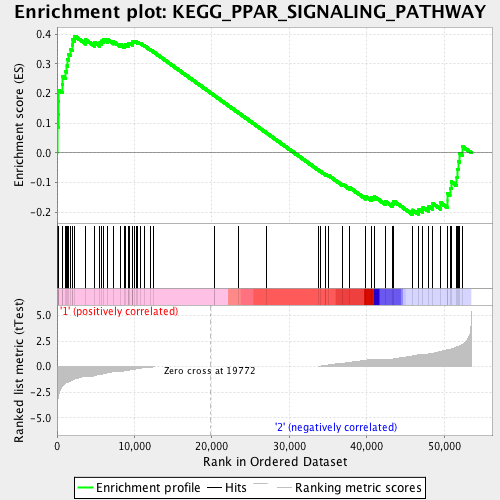 Enrichment plot: KEGG_PPAR_SIGNALING_PATHWAY
Enrichment score (ES)
0.4
0.3
0.2
0.1
0.0
-0.1
-0.2
'1' (positively correlated)
Ranked list metric (tTest)
5.0
2.5
0.0
-2.5
-5.0
Zero cross at 19772
'2' (negatively correlated)
0 10,000 20,000 30,000 40,000 50,000
Rank in Ordered Dataset
Enrichment profile Hits Ranking metric scores